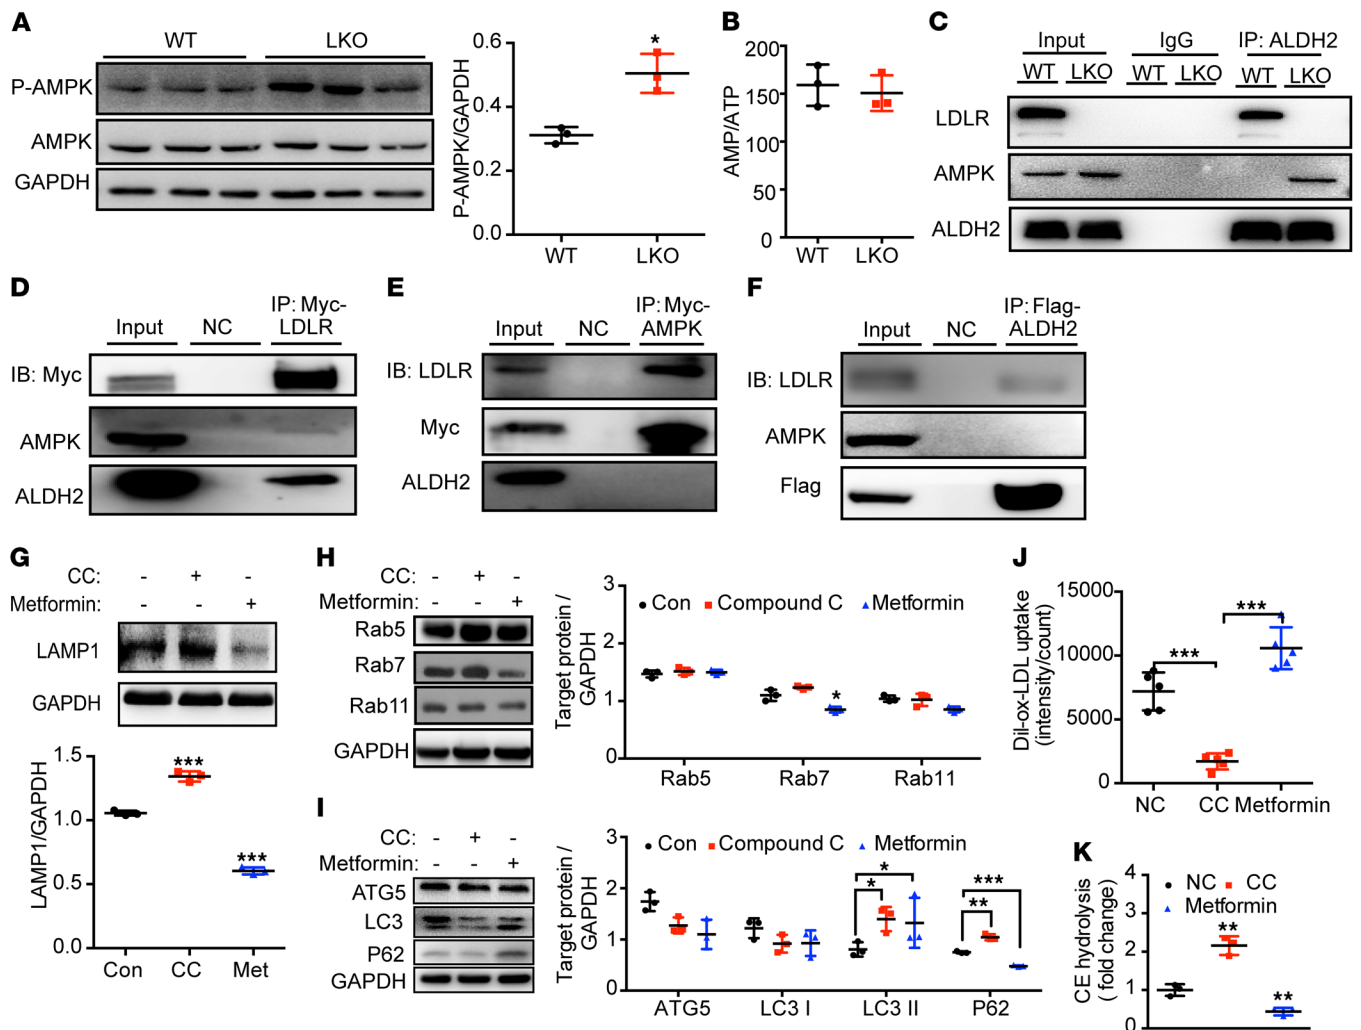 A
WT LKO
P-AMPK
AMPK
GAPDH
P-AMPK/GAPDH
0.6
0.4
0.2
0.0
*
WT LKO
B
AMP/ATP
200
150
100
50
0
WT LKO
C
Input IgG IP: ALDH2
WT LKO WT LKO WT LKO
LDLR
AMPK
ALDH2
D
Input NC IP: Myc-
LDLR
IB: Myc
AMPK
ALDH2
E
Input NC IP: Myc-
AMPK
IB: LDLR
Myc
ALDH2
F
Input NC IP: Flag-
ALDH2
IB: LDLR
AMPK
Flag
G
CC: - + -
Metformin: - - +
LAMP1
GAPDH
LAMP1/GAPDH
1.5
1.0
0.5
0.0
***
***
Con CC Met
H
CC: - + -
Metformin: - - +
Rab5
Rab7
Rab11
GAPDH
Target protein /
GAPDH
3
2
1
0
Con Compound C Metformin
*
Rab5 Rab7 Rab11
I
CC: - + -
Metformin: - - +
ATG5
LC3
P62
GAPDH
Target protein /
GAPDH
3
2
1
0
Con Compound C Metformin
* * ** ***
ATG5 LC3 I LC3 II P62
J
Dil-ox-LDL uptake
(intensity/count)
15000
10000
5000
0
***
***
NC CC Metformin
K
CE hydrolysis
( fold change)
4
3
2
1
0
NC CC
Metformin
**
**